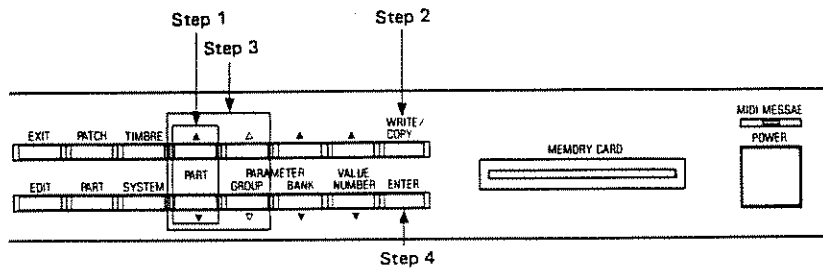 Step 1
Step 2
Step 3
EXIT PATCH TIMBRE ▲ △ ▲ ▲ WRITE/
COPY
MIDI MESSAE
POWER
MEMORY CARD
PART PARAMETER VALUE
EDIT PART SYSTEM GROUP BANK NUMBER ENTER
▼ ▽ ▼ ▼
Step 4